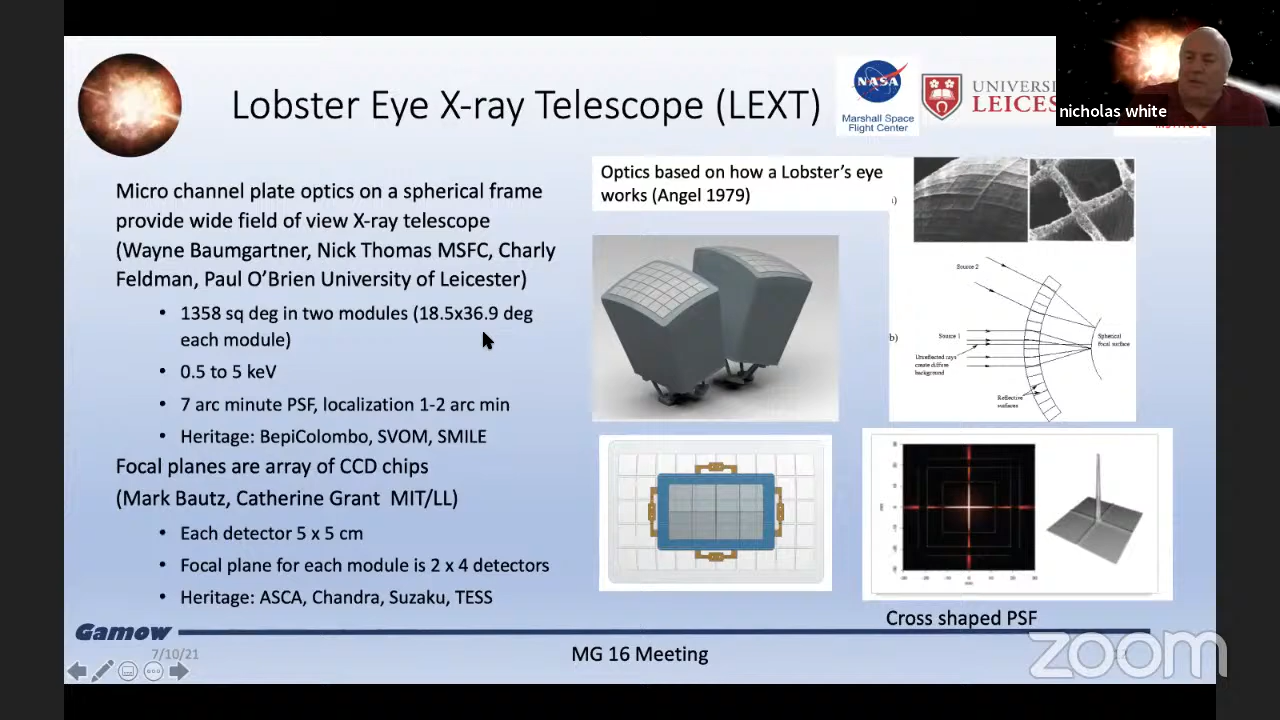 Lobster Eye X-ray Telescope (LEXT)
NASA
Marshall Space
Flight Center
UNIVERSI
LEICES
nicholas white
Micro channel plate optics on a spherical frame
provide wide field of view X-ray telescope
(Wayne Baumgartner, Nick Thomas MSFC, Charly
Feldman, Paul O’Brien University of Leicester)
• 1358 sq deg in two modules (18.5x36.9 deg
each module)
• 0.5 to 5 keV
• 7 arc minute PSF, localization 1-2 arc min
• Heritage: BepiColombo, SVOM, SMILE
Focal planes are array of CCD chips
(Mark Bautz, Catherine Grant MIT/LL)
• Each detector 5 x 5 cm
• Focal plane for each module is 2 x 4 detectors
• Heritage: ASCA, Chandra, Suzaku, TESS
Optics based on how a Lobster’s eye
works (Angel 1979)
Source 2
b)
Source 1
Spherical
focal surface
Unreflected rays
create diffuse
background
Reflective
surfaces
Cross shaped PSF
Gamow
7/10/21
MG 16 Meeting
zoom